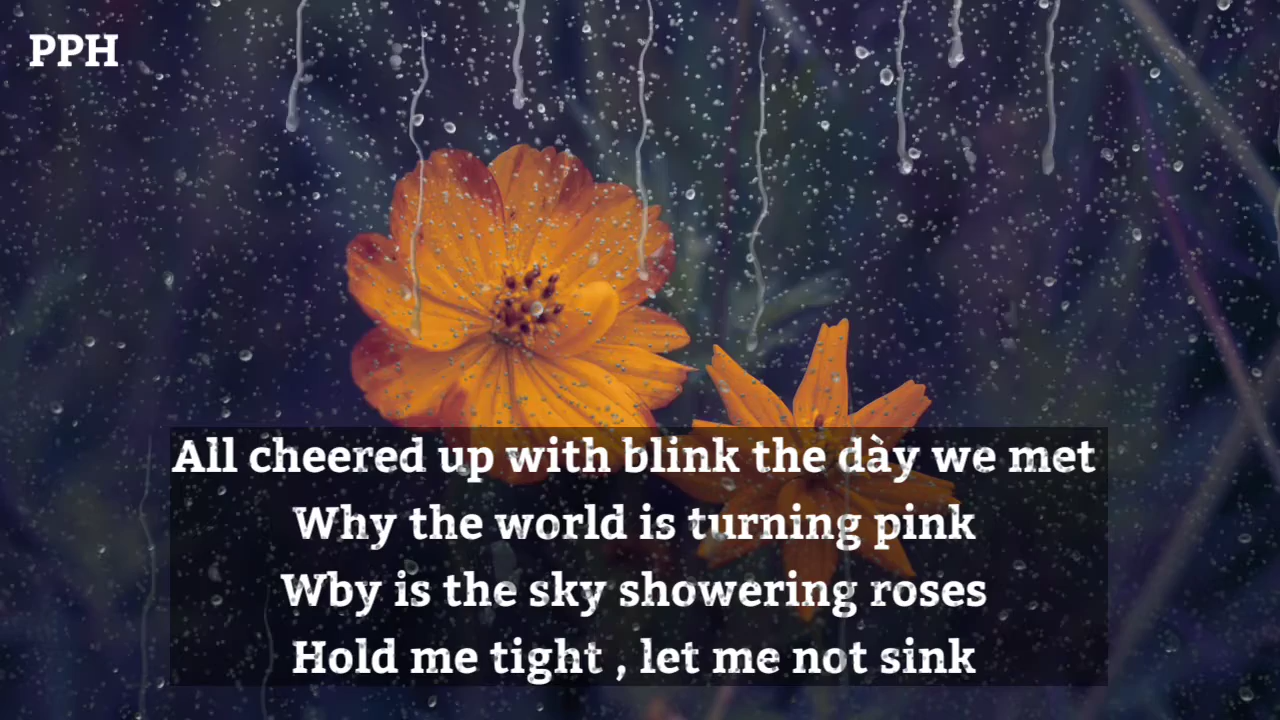 PPH
All cheered up with blink the dày we met
Why the world is turning pink
Wby is the sky showering roses
Hold me tight , let me not sink